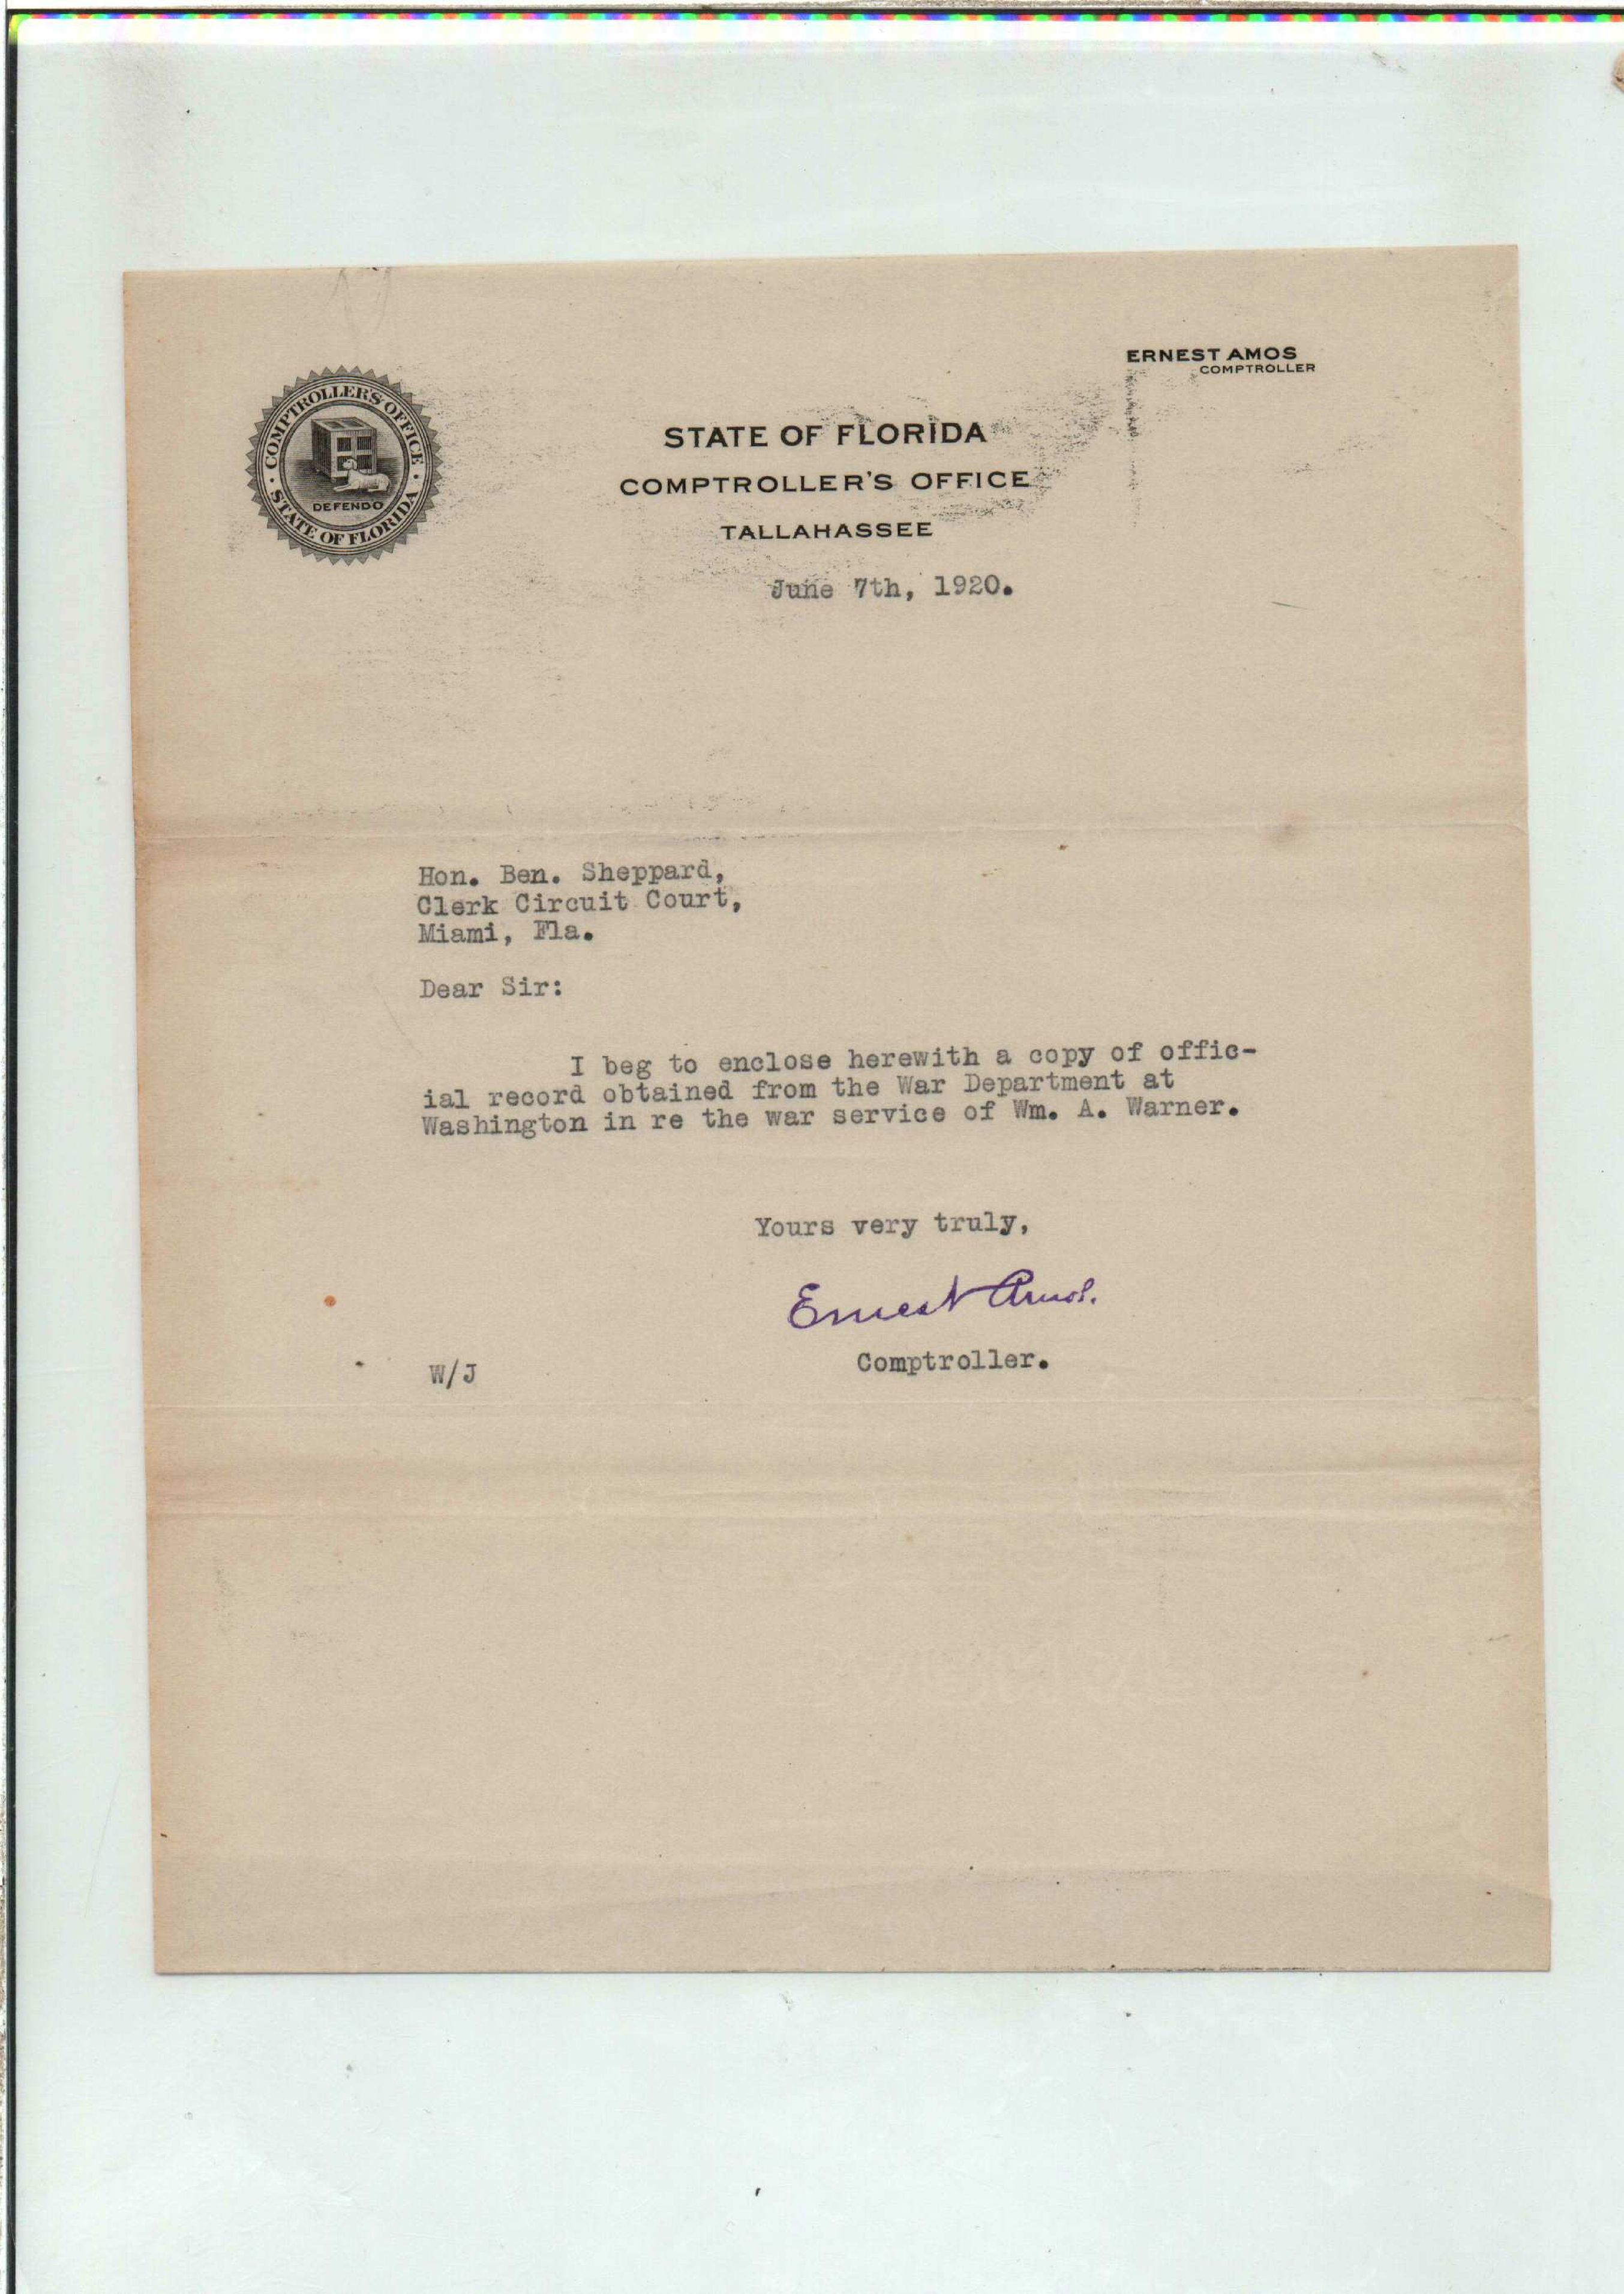 ERNEST AMOS
COMPTROLLER
COMPTROLLER'S OFFICE
DEFENDO
STATE OF FLORIDA
STATE OF FLORIDA
COMPTROLLER'S OFFICE
TALLAHASSEE
June 7th, 1920.
Hon. Ben. Sheppard,
Clerk Circuit Court,
Miami, Fla.
Dear Sir:
I beg to enclose herewith a copy of offic-
ial record obtained from the War Department at
Washington in re the war service of Wm. A. Warner.
Yours very truly,
Ernest Amos.
Comptroller.
W/J